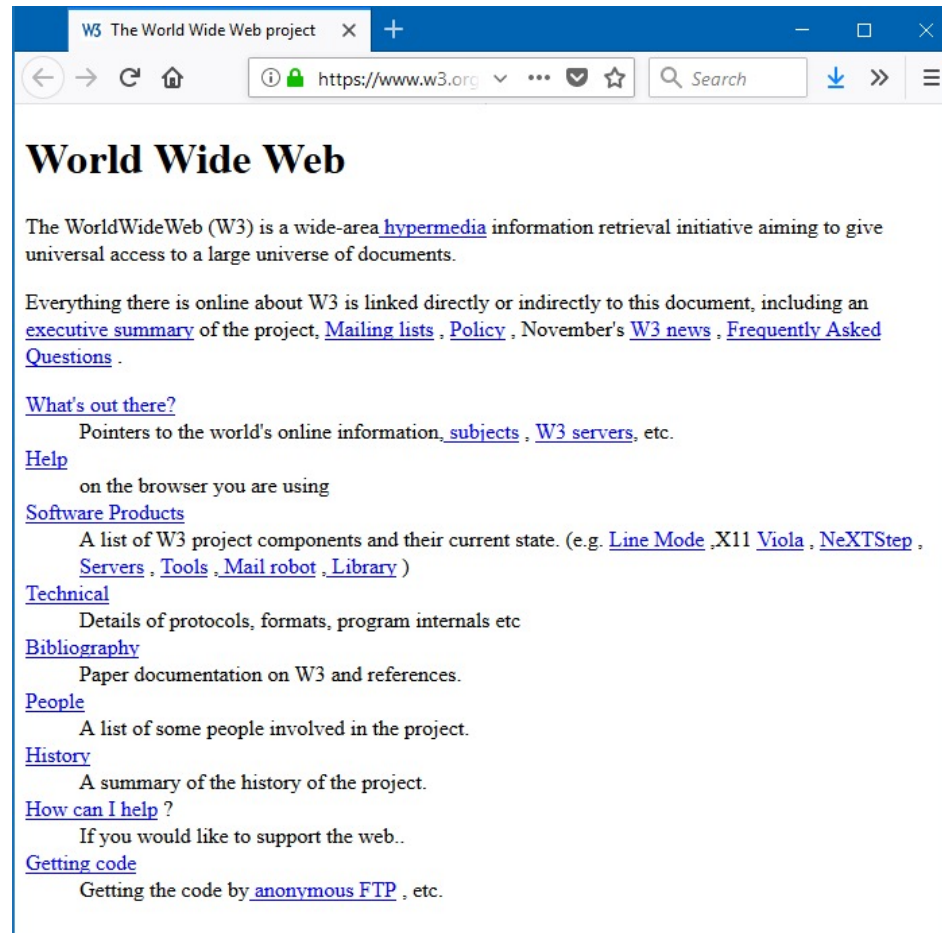 W3 The World Wide Web project
https://www.w3.org
Search
World Wide Web
The WorldWideWeb (W3) is a wide-area hypermedia information retrieval initiative aiming to give
universal access to a large universe of documents.
Everything there is online about W3 is linked directly or indirectly to this document, including an
executive summary of the project, Mailing lists , Policy , November's W3 news , Frequently Asked
Questions .
What's out there?
Pointers to the world's online information, subjects , W3 servers, etc.
Help
on the browser you are using
Software Products
A list of W3 project components and their current state. (e.g. Line Mode ,X11 Viola , NeXTStep ,
Servers , Tools , Mail robot , Library )
Technical
Details of protocols, formats, program internals etc
Bibliography
Paper documentation on W3 and references.
People
A list of some people involved in the project.
History
A summary of the history of the project.
How can I help ?
If you would like to support the web..
Getting code
Getting the code by anonymous FTP , etc.